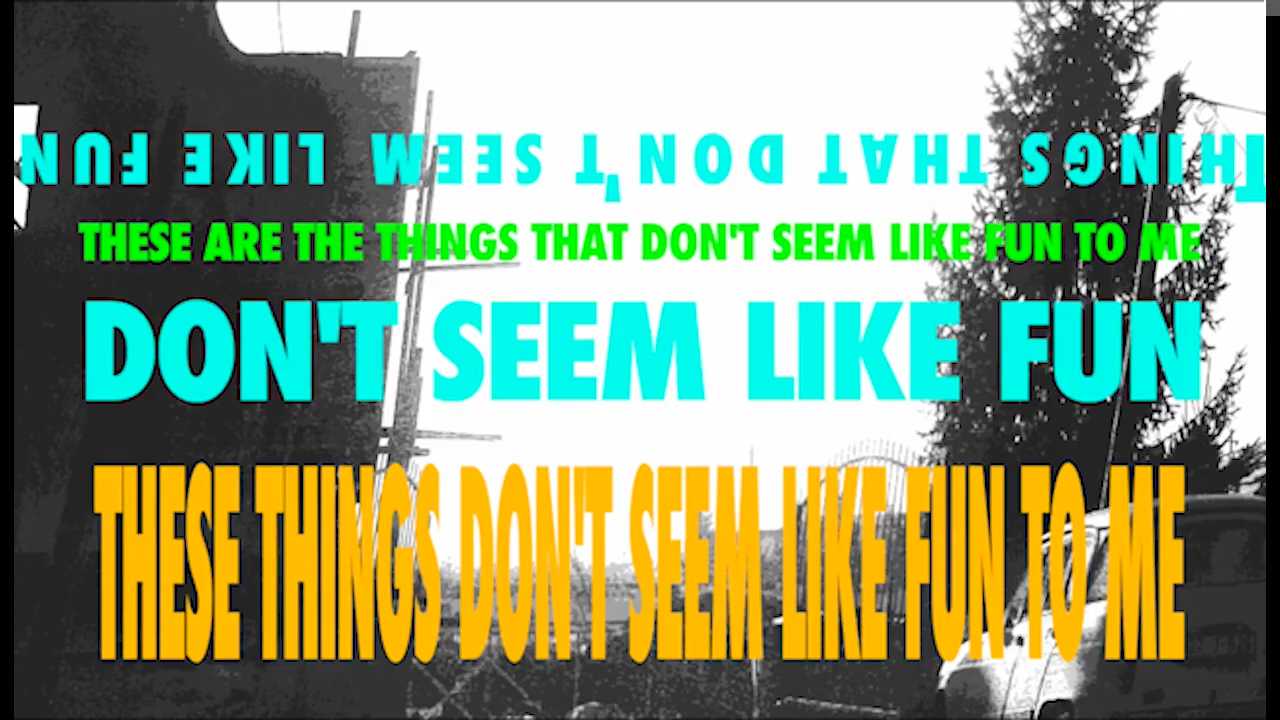 THINGS THAT DON'T SEEM LIKE FUN
THESE ARE THE THINGS THAT DON'T SEEM LIKE FUN TO ME
DON'T SEEM LIKE FUN
THESE THINGS DON'T SEEM LIKE FUN TO ME